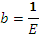 b = 1/E